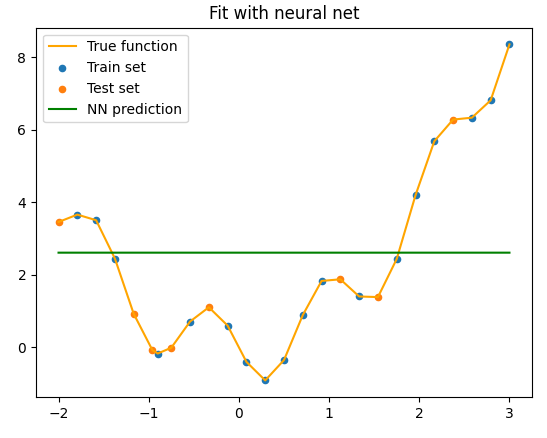 Fit with neural net
True function
Train set
Test set
NN prediction
8
6
4
2
0
−2 −1 0 1 2 3